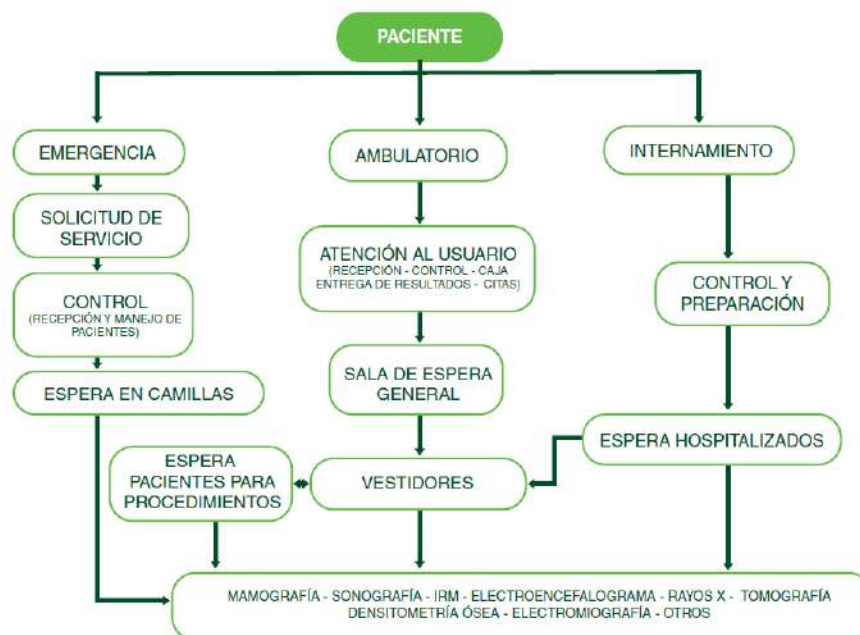 PACIENTE
EMERGENCIA
AMBULATORIO
INTERNAMIENTO
SOLICITUD DE
SERVICIO
ATENCIÓN AL USUARIO
(RECEPCIÓN - CONTROL - CAJA
ENTREGA DE RESULTADOS - CITAS)
CONTROL
(RECEPCIÓN Y MANEJO DE
PACIENTES)
CONTROL Y
PREPARACIÓN
ESPERA EN CAMILLAS
SALA DE ESPERA
GENERAL
ESPERA HOSPITALIZADOS
ESPERA
PACIENTES PARA
PROCEDIMIENTOS
VESTIDORES
MAMOGRAFÍA - SONOGRAFÍA - IRM - ELECTROENCEFALOGRAMA - RAYOS X - TOMOGRAFÍA
DENSITOMETRÍA ÓSEA - ELECTROMIOGRAFÍA - OTROS